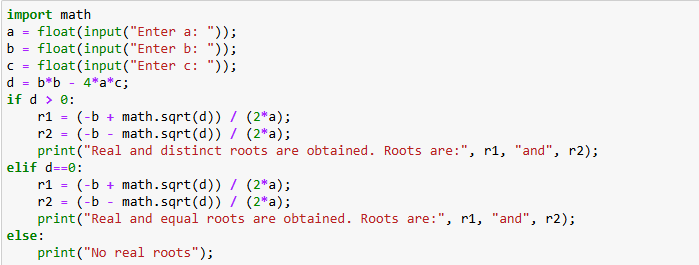 import math
a = float(input("Enter a: "));
b = float(input("Enter b: "));
c = float(input("Enter c: "));
d = b*b - 4*a*c;
if d > 0:
    r1 = (-b + math.sqrt(d)) / (2*a);
    r2 = (-b - math.sqrt(d)) / (2*a);
    print("Real and distinct roots are obtained. Roots are:", r1, "and", r2);
elif d==0:
    r1 = (-b + math.sqrt(d)) / (2*a);
    r2 = (-b - math.sqrt(d)) / (2*a);
    print("Real and equal roots are obtained. Roots are:", r1, "and", r2);
else:
    print("No real roots");